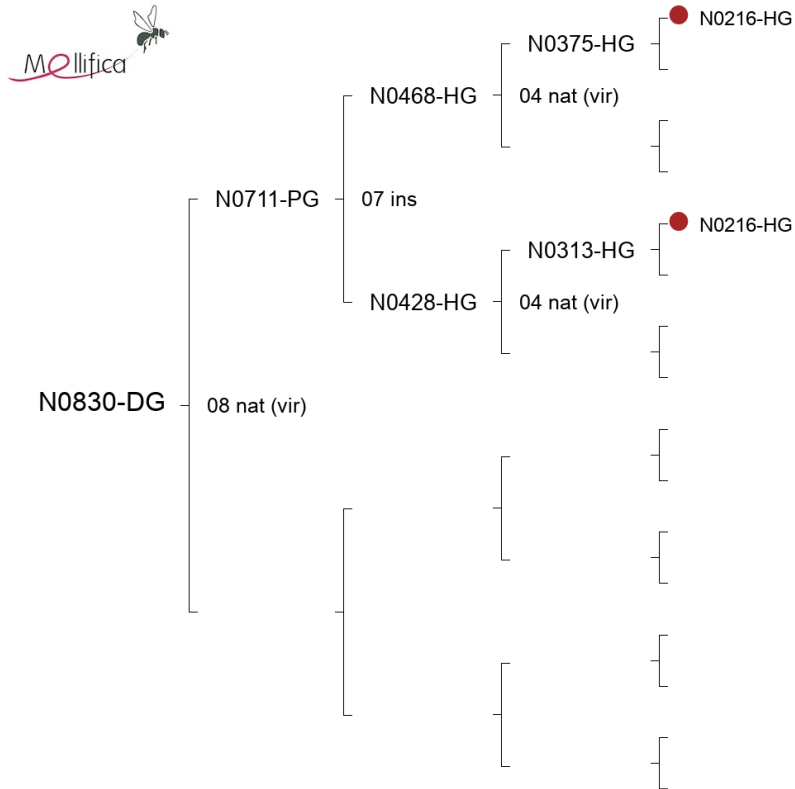 Mellifica
N0216-HG
N0375-HG
N0468-HG
04 nat (vir)
N0711-PG
07 ins
N0216-HG
N0313-HG
N0428-HG
04 nat (vir)
N0830-DG
08 nat (vir)